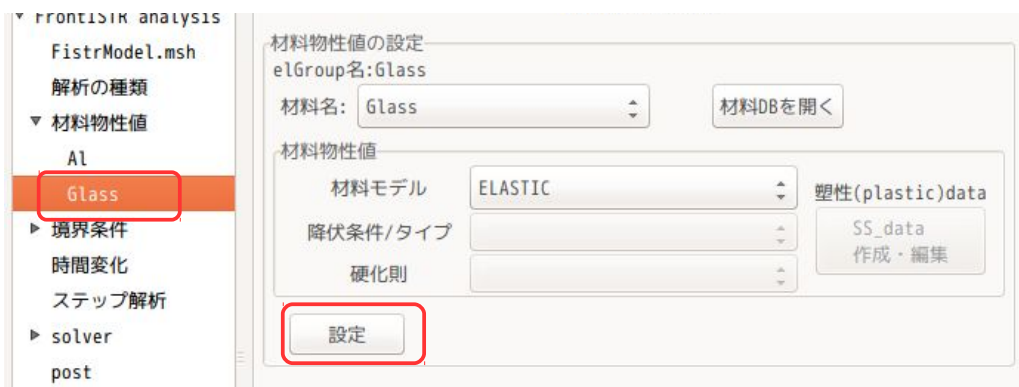 FrontISTR analysis
FistrModel.msh
解析の種類
材料物性値
Al
Glass
境界条件
時間変化
ステップ解析
solver
post
材料物性値の設定
elGroup名:Glass
材料名: Glass 材料DBを開く
材料物性値
材料モデル ELASTIC
塑性(plastic)data
降伏条件/タイプ
SS_data
作成・編集
硬化則
設定